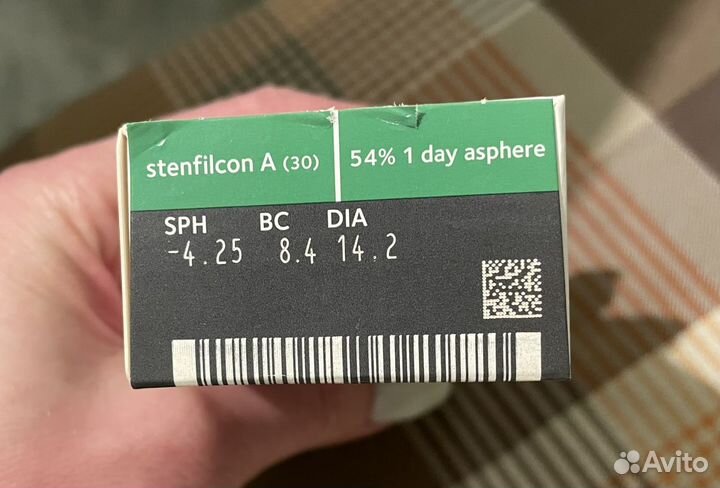 stenfilcon A (30) 54% 1 day asphere
SPH BC DIA
-4.25 8.4 14.2
Avito